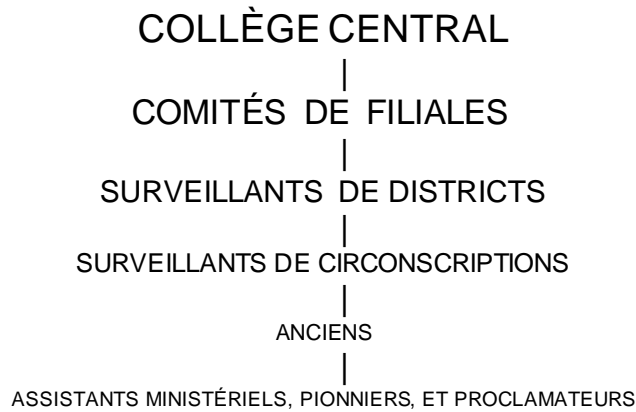 COLLÈGE CENTRAL
COMITÉS DE FILIALES
SURVEILLANTS DE DISTRICTS
SURVEILLANTS DE CIRCONSCRIPTIONS
ANCIENS
ASSISTANTS MINISTÉRIELS, PIONNIERS, ET PROCLAMATEURS